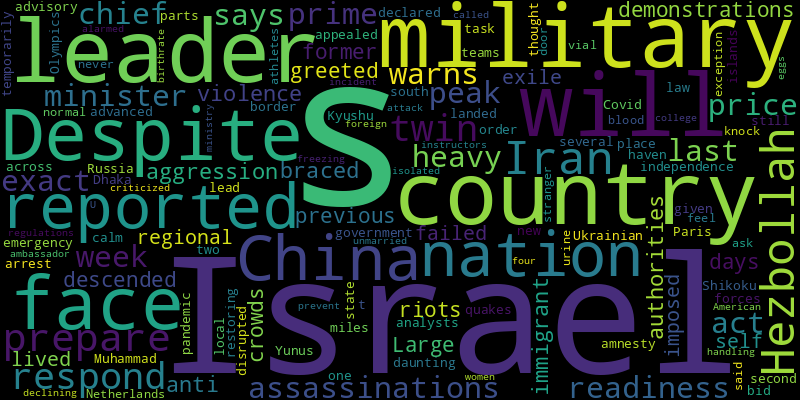 advisory
temporarily
Olympics
chief
parts
alarmed
says
prime
declared
called
demonstrations
leader
never
birthrate
athletes
appealed
former
task
teams
military
thought
door
vial
exception
islands
eggs
greeted
warns
minister
violence
incident
south
peak
exile
will
price
normal
advanced
ministry
border
Kyushu
attack
landed
Covid
law
still
Despite
S
foreign
twin
order
blood
college
knock
across
freezing
instructors
several
place
last
Russia
aggression
braced
isolated
heavy
Iran
haven
independence
exact
Dhaka
criticized
lead
country
stranger
Hezbollah
reported
u
previous
given
feel
regulations
calm
regional
government
failed
new
Ukrainian
Paris
emergency
ambassador
week
two
China
unmarried
nation
four
urine
authorities
ask
arrest
descended
days
face
pandemic
Israel
state
t
riots
quakes
immigrant
imposed
Shikoku
forces
American
act
local
restoring
disrupted
crowds
prevent
miles
analysts
prepare
Large
amnesty
self
handling
lived
Muhammad
Yunus
one
daunting
said
respond
anti
women
second
declining
Netherlands
assassinations
readiness
bid